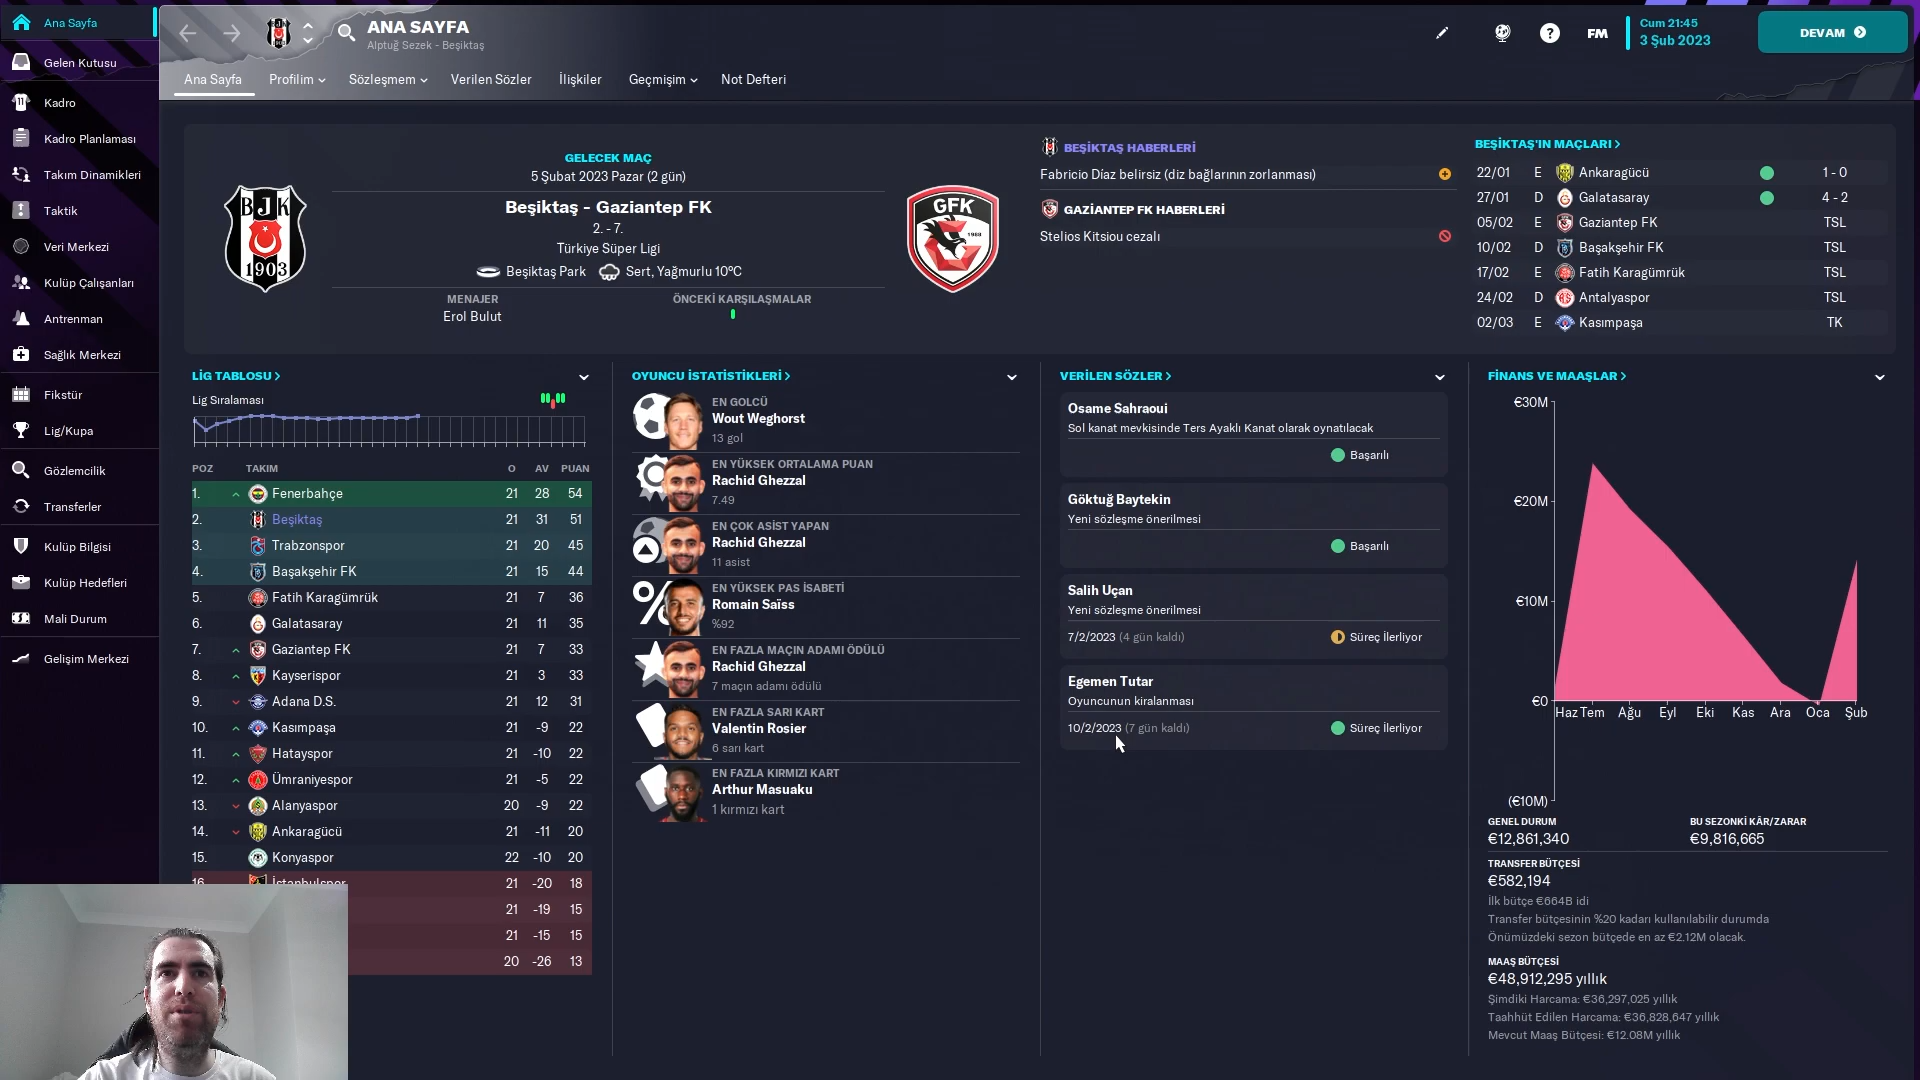 Ana Sayfa
Gelen Kutusu
Kadro
Kadro Planlaması
Takım Dinamikleri
Taktik
Veri Merkezi
Kulüp Çalışanları
Antrenman
Sağlık Merkezi
Fikstür
Lig/Kupa
Gözlemcilik
Transferler
Kulüp Bilgisi
Kulüp Hedefleri
Mali Durum
Gelişim Merkezi
ANA SAYFA
Alptuğ Sezek - Beşiktaş
FM
Cum 21:45
3 Şub 2023
DEVAM
Ana Sayfa Profilim Sözleşmem Verilen Sözler İlişkiler Geçmişim Not Defteri
BJK
1903
GELECEK MAÇ
5 Şubat 2023 Pazar (2 gün)
Beşiktaş - Gaziantep FK
2. - 7.
Türkiye Süper Ligi
Beşiktaş Park Sert, Yağmurlu 10°C
MENAJER
Erol Bulut
ÖNCEKİ KARŞILAŞMALAR
GFK
1988
BEŞİKTAŞ HABERLERİ
Fabricio Díaz belirsiz (diz bağlarının zorlanması)
GAZİANTEP FK HABERLERİ
Stelios Kitsiou cezalı
BEŞİKTAŞ'IN MAÇLARI
22/01 E Ankaragücü 1 - 0
27/01 D Galatasaray 4 - 2
05/02 E Gaziantep FK TSL
10/02 D Başakşehir FK TSL
17/02 E Fatih Karagümrük TSL
24/02 D Antalyaspor TSL
02/03 E Kasımpaşa TK
LİG TABLOSU
Lig Sıralaması
POZ TAKIM O AV PUAN
1. Fenerbahçe 21 28 54
2. Beşiktaş 21 31 51
3. Trabzonspor 21 20 45
4. Başakşehir FK 21 15 44
5. Fatih Karagümrük 21 7 36
6. Galatasaray 21 11 35
7. Gaziantep FK 21 7 33
8. Kayserispor 21 3 33
9. Adana D.S. 21 12 31
10. Kasımpaşa 21 -9 22
11. Hatayspor 21 -10 22
12. Ümraniyespor 21 -5 22
13. Alanyaspor 20 -9 22
14. Ankaragücü 21 -11 20
15. Konyaspor 22 -10 20
16. İstanbulspor 21 -20 18
21 -19 15
21 -15 15
20 -26 13
OYUNCU İSTATİSTİKLERİ
EN GOLCÜ
Wout Weghorst
13 gol
EN YÜKSEK ORTALAMA PUAN
Rachid Ghezzal
7.49
EN ÇOK ASİST YAPAN
Rachid Ghezzal
11 asist
EN YÜKSEK PAS İSABETİ
Romain Saïss
%92
EN FAZLA MAÇIN ADAMI ÖDÜLÜ
Rachid Ghezzal
7 maçın adamı ödülü
EN FAZLA SARI KART
Valentin Rosier
6 sarı kart
EN FAZLA KIRMIZI KART
Arthur Masuaku
1 kırmızı kart
VERİLEN SÖZLER
Osame Sahraoui
Sol kanat mevkisinde Ters Ayaklı Kanat olarak oynatılacak
Başarılı
Göktuğ Baytekin
Yeni sözleşme önerilmesi
Başarılı
Salih Uçan
Yeni sözleşme önerilmesi
7/2/2023 (4 gün kaldı) Süreç İlerliyor
Egemen Tutar
Oyuncunun kiralanması
10/2/2023 (7 gün kaldı) Süreç İlerliyor
FİNANS VE MAAŞLAR
€30M
€20M
€10M
€0
Haz Tem Ağu Eyl Eki Kas Ara Oca Şub
(€10M)
GENEL DURUM
€12,861,340
BU SEZONKİ KÂR/ZARAR
€9,816,665
TRANSFER BÜTÇESİ
€582,194
İlk bütçe €664B idi
Transfer bütçesinin %20 kadarı kullanılabilir durumda
Önümüzdeki sezon bütçede en az €2.12M olacak.
MAAŞ BÜTÇESİ
€48,912,295 yıllık
Şimdiki Harcama: €36,297,025 yıllık
Taahhüt Edilen Harcama: €36,828,647 yıllık
Mevcut Maaş Bütçesi: €12.08M yıllık